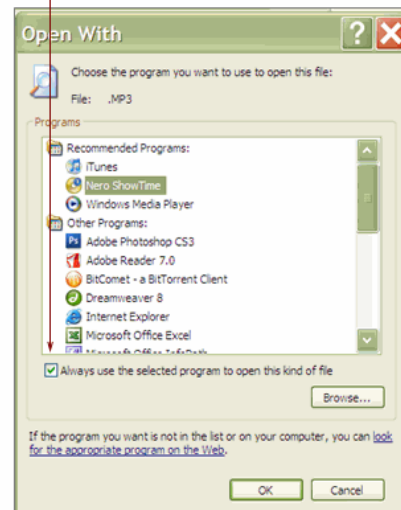 Open With
Choose the program you want to use to open this file:
File: .MP3
Programs
Recommended Programs:
iTunes
Nero ShowTime
Windows Media Player
Other Programs:
Ps Adobe Photoshop CS3
Adobe Reader 7.0
BitComet - a BitTorrent Client
Dreamweaver 8
Internet Explorer
Microsoft Office Excel
Microsoft Office InfoPath
Always use the selected program to open this kind of file
Browse...
If the program you want is not in the list or on your computer, you can look
for the appropriate program on the Web.
OK Cancel